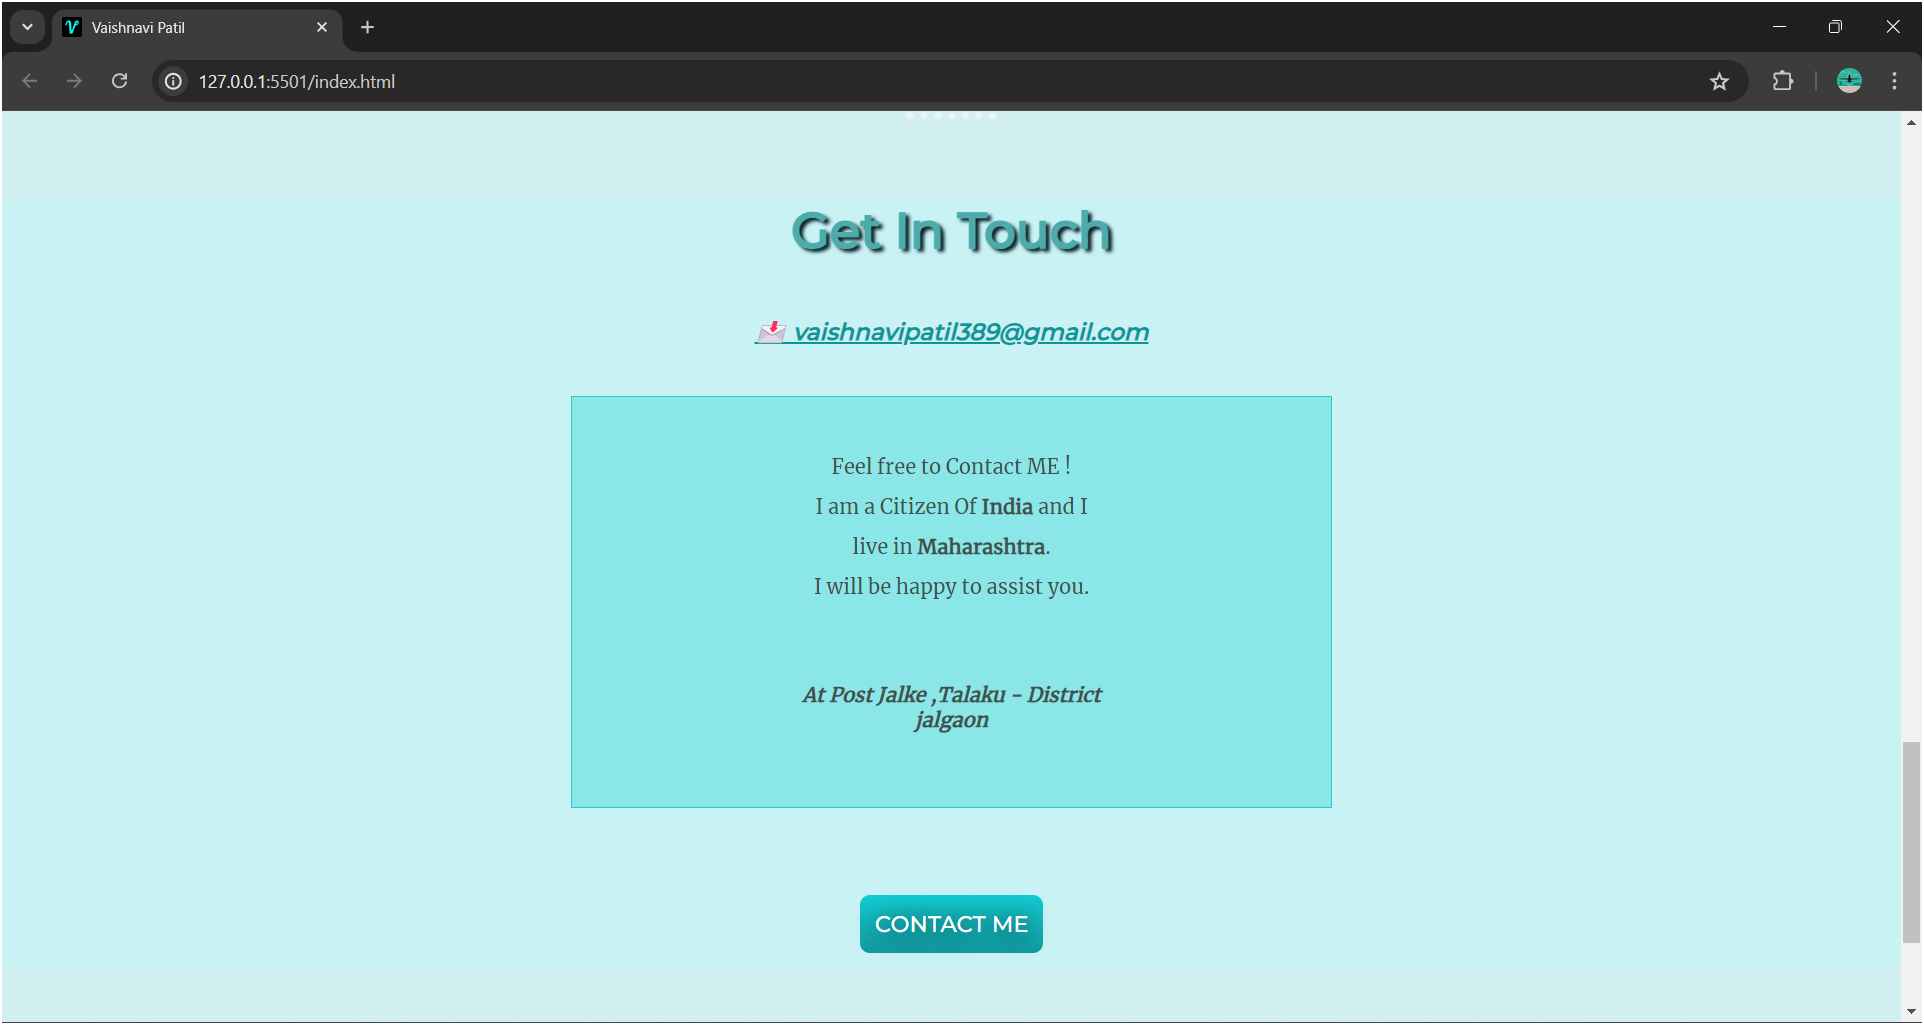 Vaishnavi Patil
127.0.0.1:5501/index.html
Get In Touch
vaishnavipatil389@gmail.com
Feel free to Contact ME !
I am a Citizen Of India and I
live in Maharashtra.
I will be happy to assist you.
At Post Jalke ,Talaku - District
jalgaon
CONTACT ME